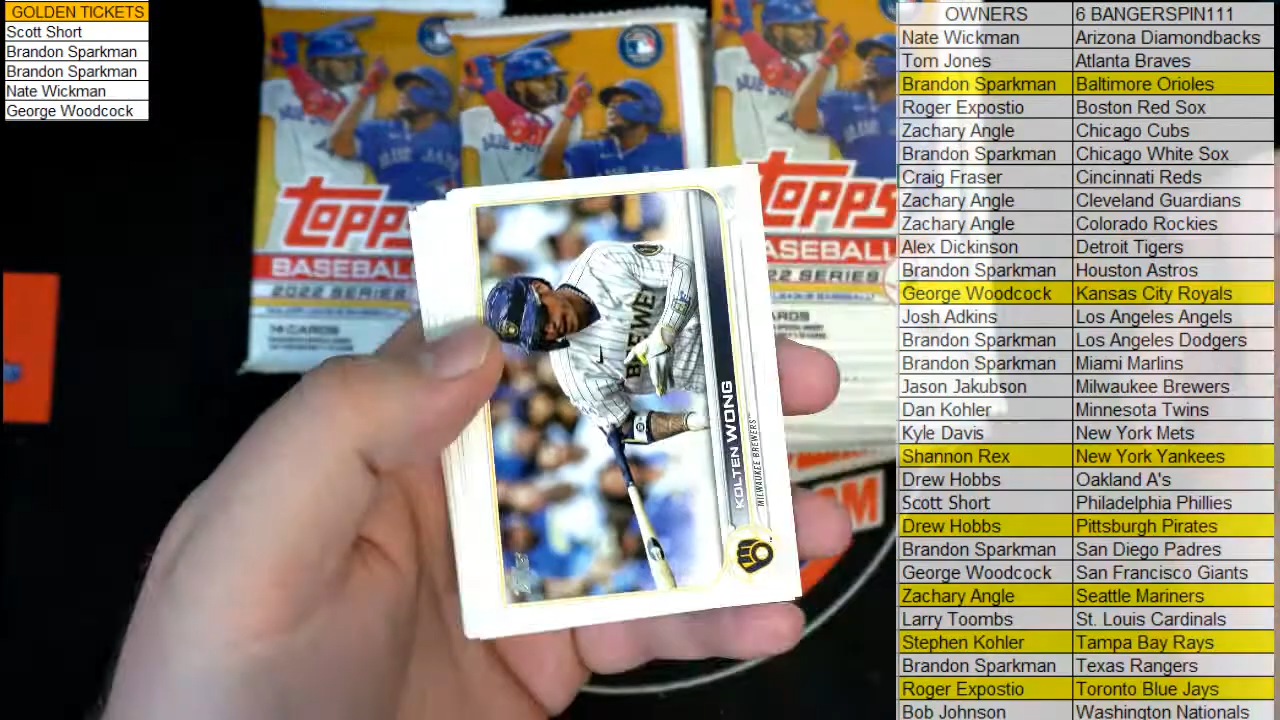 GOLDEN TICKETS
Scott Short
Brandon Sparkman
Brandon Sparkman
Nate Wickman
George Woodcock
OWNERS 6 BANGERSPIN111
Nate Wickman Arizona Diamondbacks
Tom Jones Atlanta Braves
Brandon Sparkman Baltimore Orioles
Roger Expostio Boston Red Sox
Zachary Angle Chicago Cubs
Brandon Sparkman Chicago White Sox
Craig Fraser Cincinnati Reds
Zachary Angle Cleveland Guardians
Zachary Angle Colorado Rockies
Alex Dickinson Detroit Tigers
Brandon Sparkman Houston Astros
George Woodcock Kansas City Royals
Josh Adkins Los Angeles Angels
Brandon Sparkman Los Angeles Dodgers
Brandon Sparkman Miami Marlins
Jason Jakubson Milwaukee Brewers
Dan Kohler Minnesota Twins
Kyle Davis New York Mets
Shannon Rex New York Yankees
Drew Hobbs Oakland A's
Scott Short Philadelphia Phillies
Drew Hobbs Pittsburgh Pirates
Brandon Sparkman San Diego Padres
George Woodcock San Francisco Giants
Zachary Angle Seattle Mariners
Larry Toombs St. Louis Cardinals
Stephen Kohler Tampa Bay Rays
Brandon Sparkman Texas Rangers
Roger Expostio Toronto Blue Jays
Bob Johnson Washington Nationals
TOPPS
BASEBALL
2022 SERIES
14 CARDS
TOPPS
BASEBALL
22 SERIES
BREWE
KOLTEN WONG
MILWAUKEE BREWERS